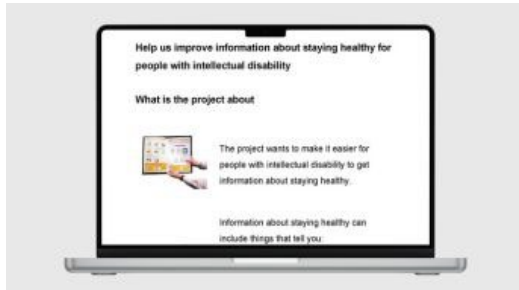 Help us improve information about staying healthy for
people with intellectual disability
What is the project about
The project wants to make it easier for
people with intellectual disability to get
information about staying healthy.
Information about staying healthy can
include things that tell you: